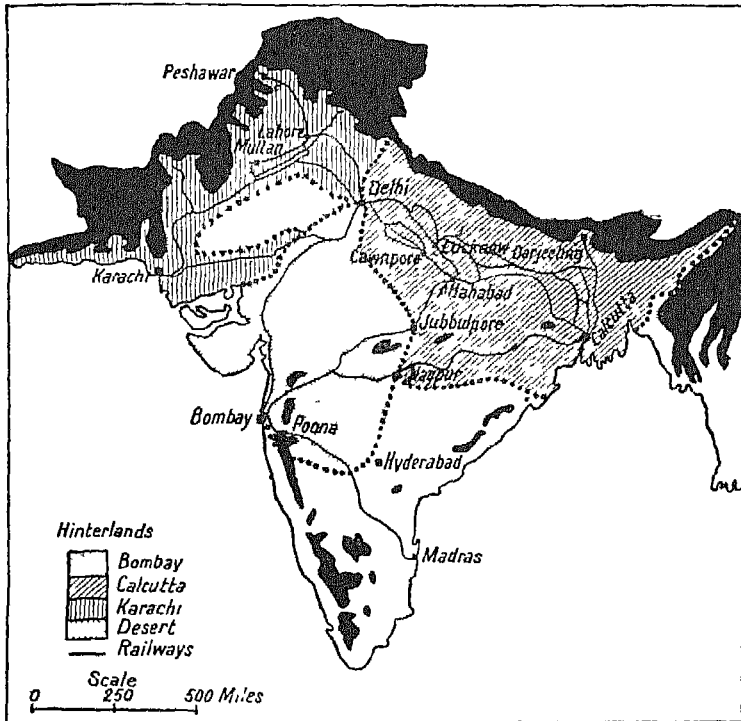 Peshawar
Lahore
Multan
Delhi
Lucknow
Darjeeling
Cawnpore
Karachi
Allahabad
Jubbulpore
Calcutta
Nagpur
Bombay
Poona
Hyderabad
Madras
Hinterlands
Bombay
Calcutta
Karachi
Desert
Railways
Scale
0 250 500 Miles